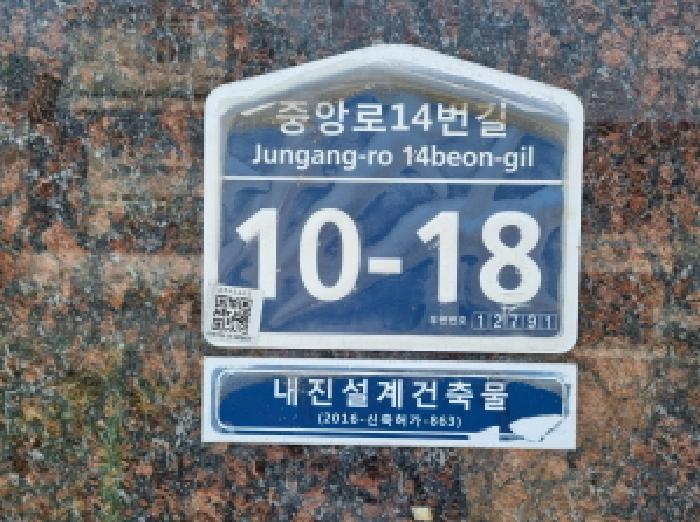 중앙로14번길
Jungang-ro 14beon-gil
10-18
우편번호 12791
내진설계건축물
(2016-신축허가-863)